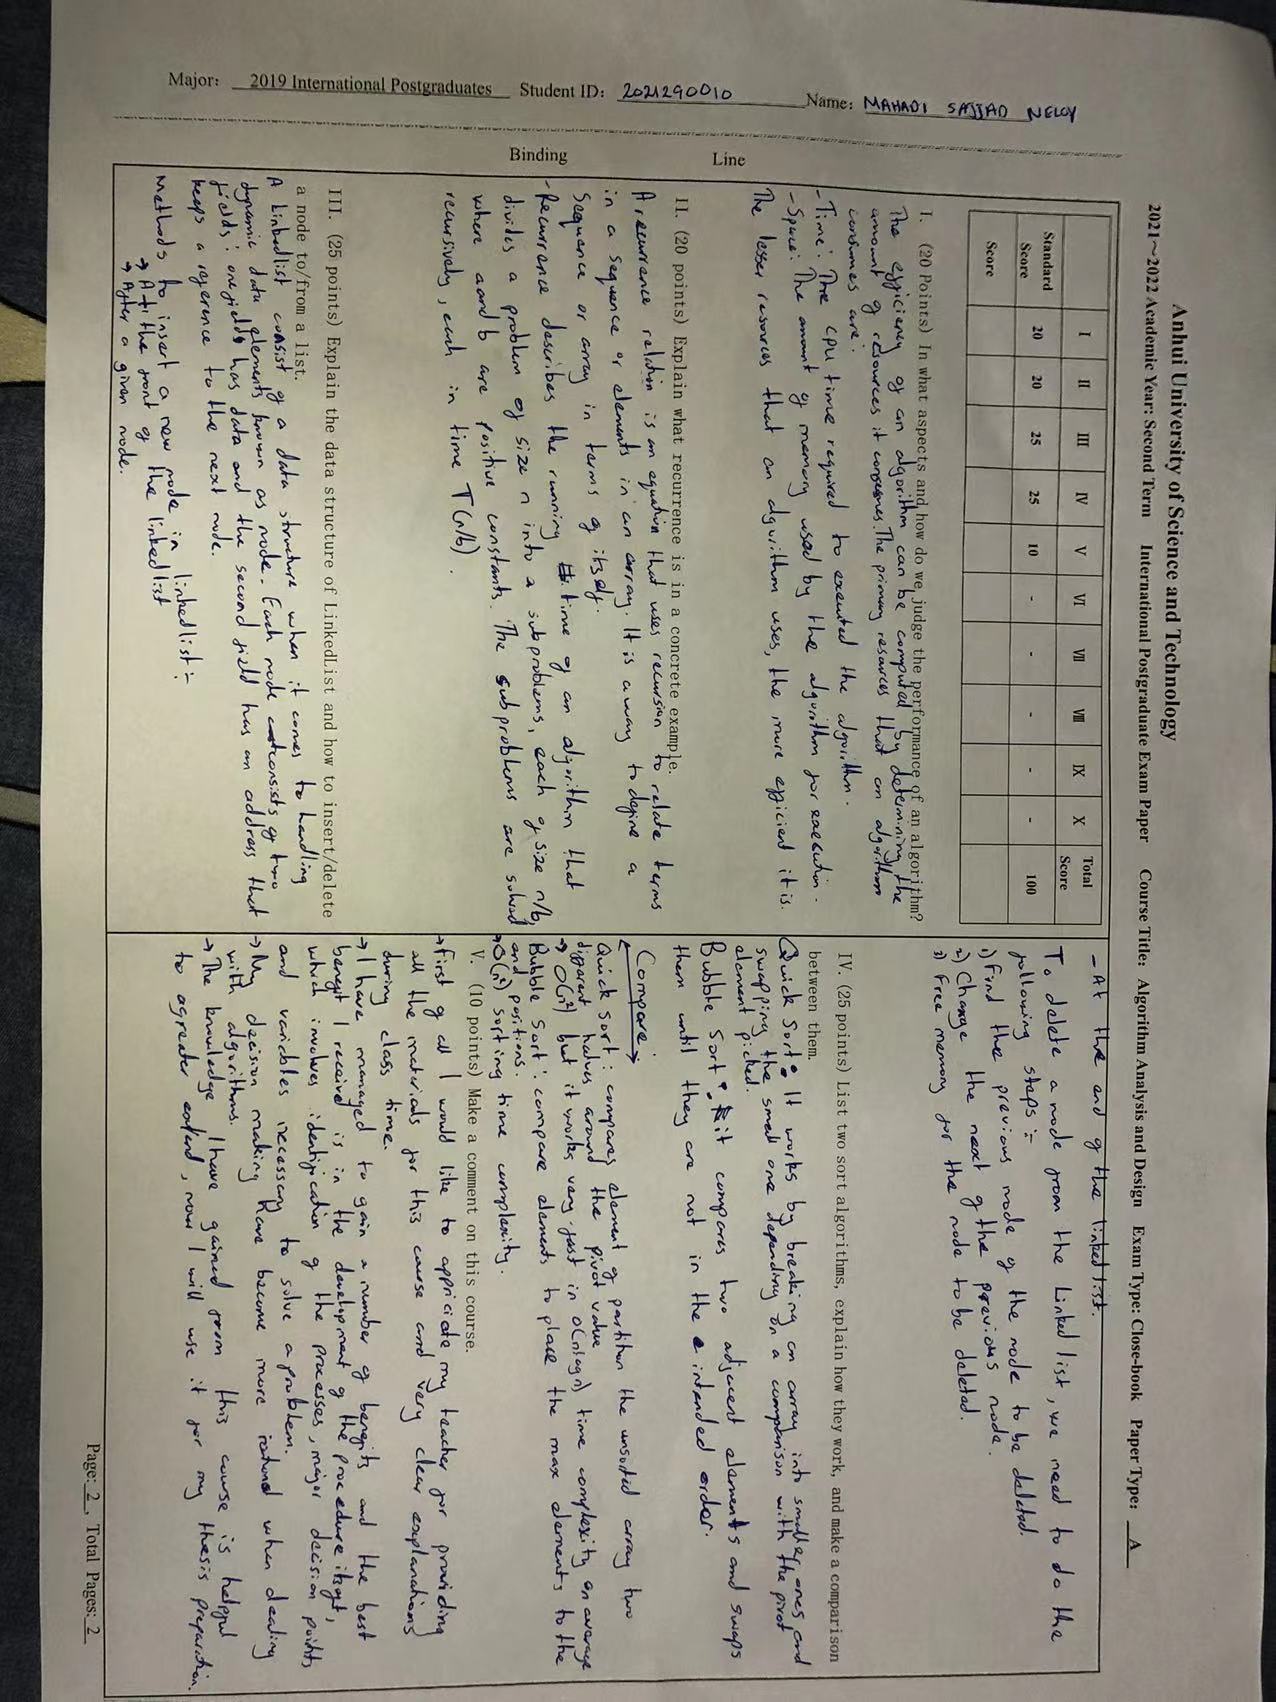 Major: 2019 International Postgraduates Student ID: 2021290010 Name: MAHADI SAJJAD NELOY
Binding Line
Anhui University of Science and Technology
2021~2022 Academic Year: Second Term International Postgraduate Exam Paper Course Title: Algorithm Analysis and Design Exam Type: Close-book Paper Type: A
I II III IV V VI VII VIII IX X Total Score
Standard Score 20 20 25 25 10 - - - - - 100
Score
I. (20 Points) In what aspects and how do we judge the performance of an algorithm?
The efficiency of an algorithm can be computed by determining the
amount of resources it consumes. The primary resources that an algorithm
consumes are:
- Time: The CPU time required to executed the algorithm.
- Space: The amount of memory used by the algorithm for execution.
The lesser resources that an algorithm uses, the more efficient it is.
II. (20 points) Explain what recurrence is in a concrete example.
A recurrence relation is an equation that uses recursion to relate terms
in a sequence or elements in an array. It is a way to define a
sequence or array in terms of itself.
- Recurrence describes the running time of an algorithm that
divides a problem of size n into a subproblems, each of size n/b,
where a and b are positive constants. The subproblems are solved
recursively, each in time T(n/b).
III. (25 points) Explain the data structure of LinkedList and how to insert/delete
a node to/from a list.
A linkedlist consist of a data structure when it comes to handling
dynamic data elements known as node. Each node consists of two
fields: one field has data and the second field has an address that
keeps a reference to the next node.
Methods to insert a new node in linkedlist:-
→ At the front of the linkedlist
→ After a given node.
- At the end of the linked list.
To delete a node from the Linked list, we need to do the
following steps:-
1) Find the previous node of the node to be deleted.
2) Change the next of the previous node.
3) Free memory for the node to be deleted.
IV. (25 points) List two sort algorithms, explain how they work, and make a comparison
between them.
Quick Sort: It works by breaking an array into smaller ones and
swapping the small one depending on a comparison with the pivot
element picked.
Bubble Sort: it compares two adjacent elements and swaps
them until they are not in the intended order.
Compare:
Quick Sort: compares element of partition the unsorted array two
different halves around the pivot value
→ O(n²) but it works very fast in O(nlogn) time complexity on average
Bubble Sort: compare elements to place the max elements to the
end positions.
→ O(n²) sorting time complexity.
V. (10 points) Make a comment on this course.
→ First of all I would like to appriciate my teacher for providing
all the materials for this course and very clear explanations
during class time.
→ I have managed to gain a number of benefits and the best
benefit I received is in the development of the procedure itself,
which involves identification of the processes, major decision points,
and variables necessary to solve a problem.
→ My decision making have become more rational when dealing
with algorithms.
→ The knowledge I have gained from this course is helpful
to agreater extend, now I will use it for my thesis preparation.
Page: 2, Total Pages: 2